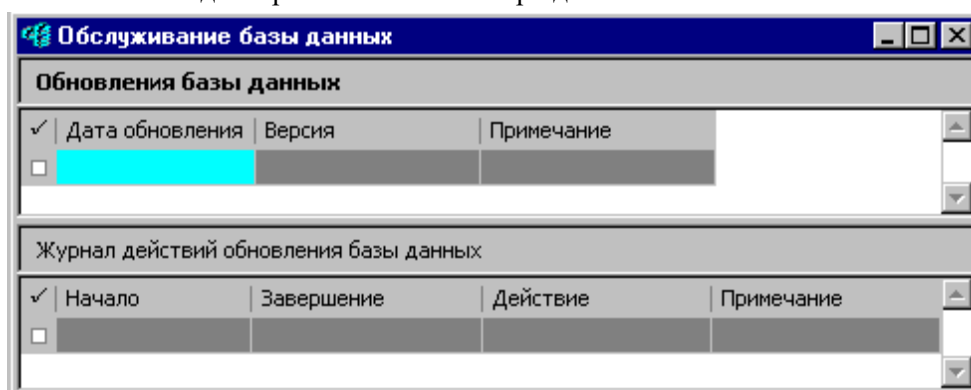 Обслуживание базы данных
Обновления базы данных
Дата обновления Версия Примечание
Журнал действий обновления базы данных
Начало Завершение Действие Примечание